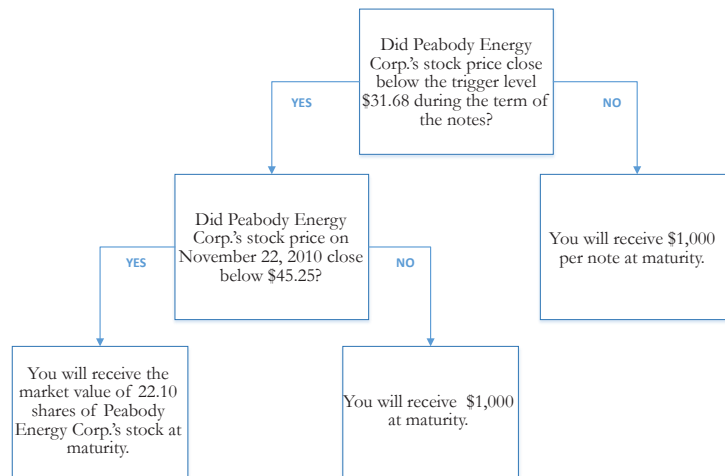 Did Peabody Energy
Corp.'s stock price close
below the trigger level
$31.68 during the term of
the notes?
YES
NO
Did Peabody Energy
Corp.'s stock price on
November 22, 2010 close
below $45.25?
You will receive $1,000
per note at maturity.
YES
NO
You will receive the
market value of 22.10
shares of Peabody
Energy Corp.'s stock at
maturity.
You will receive $1,000
at maturity.